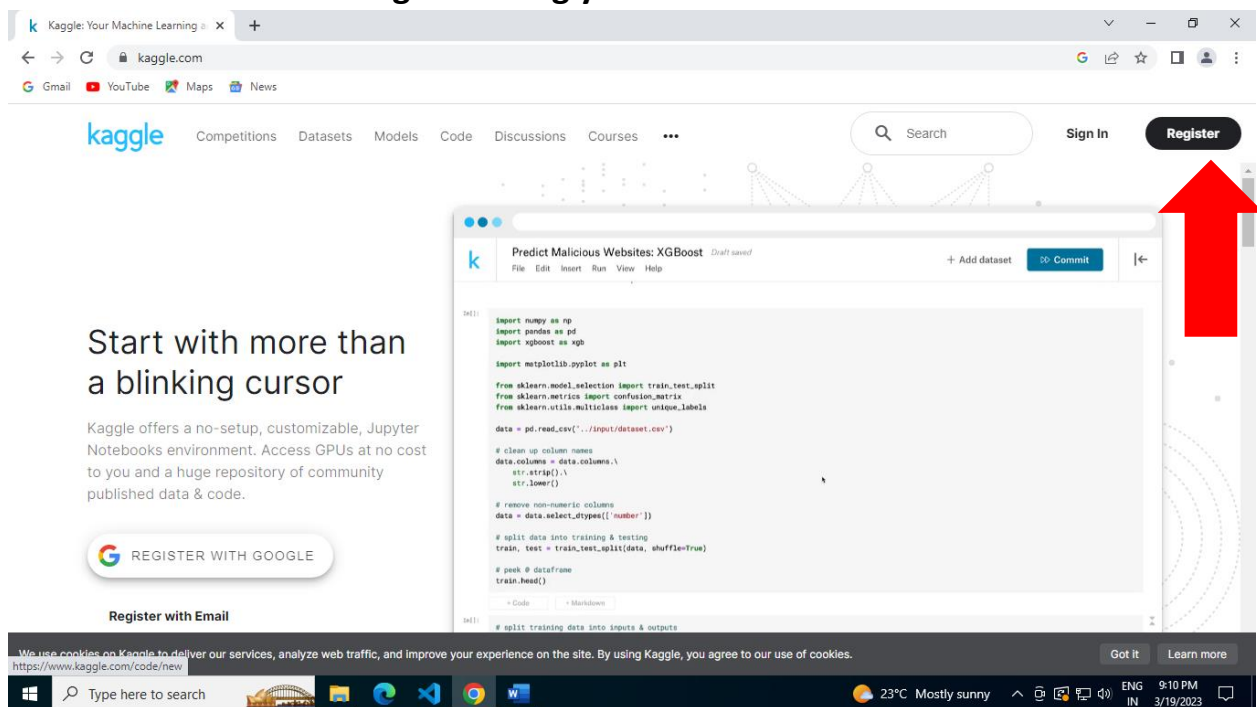 Kaggle: Your Machine Learning a
kaggle.com
Gmail YouTube Maps News
kaggle Competitions Datasets Models Code Discussions Courses ••• Search Sign In Register
k Predict Malicious Websites: XGBoost Draft saved
File Edit Insert Run View Help
+ Add dataset Commit
import numpy as np
import pandas as pd
import xgboost as xgb
import matplotlib.pyplot as plt
from sklearn.model_selection import train_test_split
from sklearn.metrics import confusion_matrix
from sklearn.utils.multiclass import unique_labels
data = pd.read_csv('../input/dataset.csv')
# clean up column names
data.columns = data.columns.\
str.strip().\
str.lower()
# remove non-numeric columns
data = data.select_dtypes(['number'])
# split data into training & testing
train, test = train_test_split(data, shuffle=True)
# peek @ dataframe
train.head()
+ Code + Markdown
# split training data into inputs & outputs
Start with more than
a blinking cursor
Kaggle offers a no-setup, customizable, Jupyter
Notebooks environment. Access GPUs at no cost
to you and a huge repository of community
published data & code.
REGISTER WITH GOOGLE
Register with Email
We use cookies on Kaggle to deliver our services, analyze web traffic, and improve your experience on the site. By using Kaggle, you agree to our use of cookies. Got it Learn more
https://www.kaggle.com/code/new
Type here to search 23°C Mostly sunny ENG 9:10 PM
IN 3/19/2023